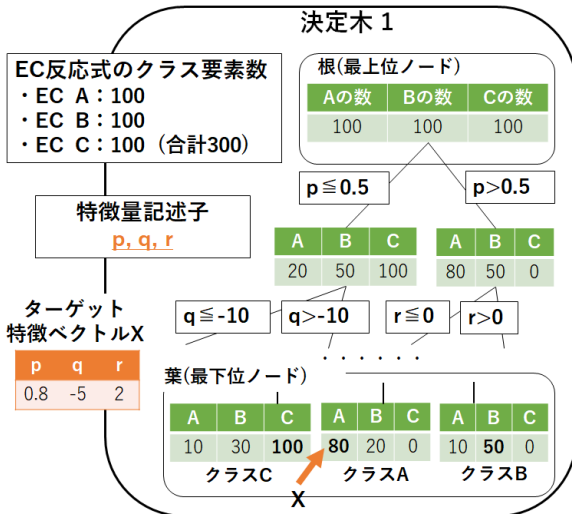 決定木 1
EC反応式のクラス要素数
・EC A：100
・EC B：100
・EC C：100（合計300）
根(最上位ノード)
Aの数 Bの数 Cの数
100 100 100
p≦0.5 p>0.5
特徴量記述子
p, q, r
A B C
20 50 100
A B C
80 50 0
q≦-10 q>-10 r≦0 r>0
ターゲット
特徴ベクトルX
p q r
0.8 -5 2
・・・・・・
葉(最下位ノード)
A B C
10 30 100
クラスC
A B C
80 20 0
クラスA
A B C
10 50 0
クラスB
X